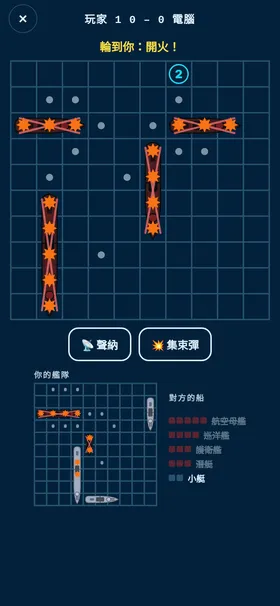 ×
玩家 1 0 – 0 電腦
輪到你：開火！
2
📡 聲納
💥 集束彈
你的艦隊
對方的船
航空母艦
巡洋艦
護衛艦
潛艇
小艇